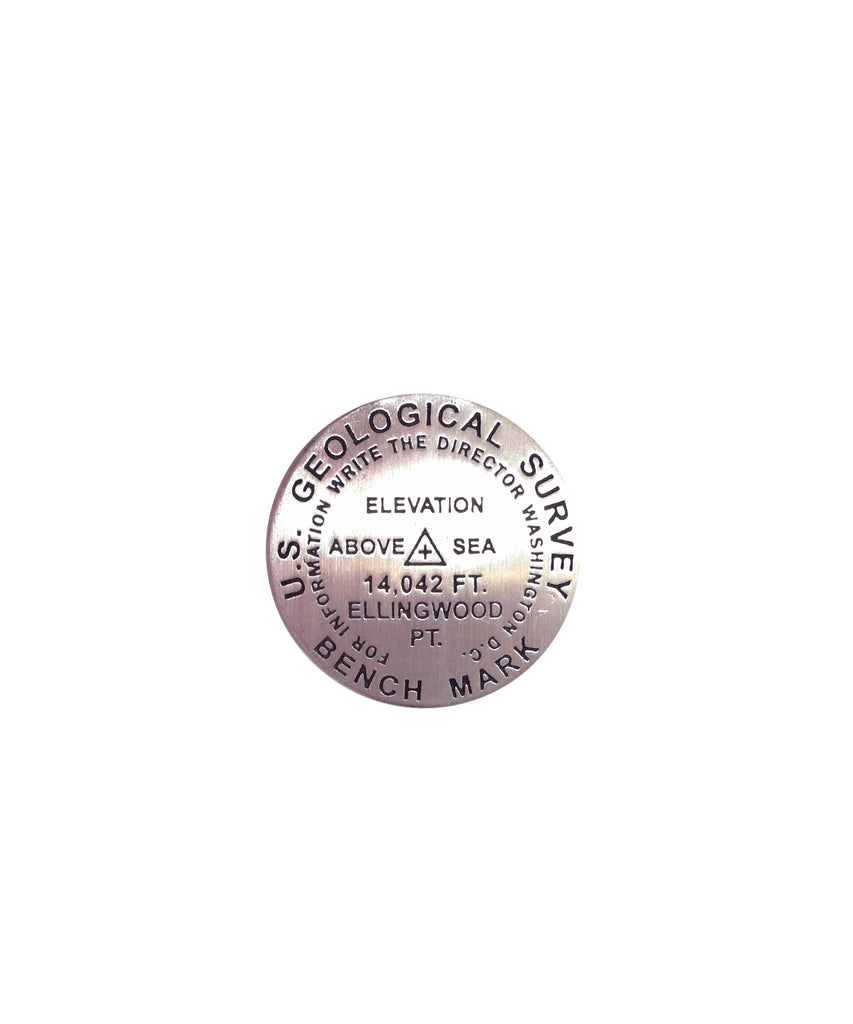 U.S. GEOLOGICAL SURVEY
FOR INFORMATION WRITE THE DIRECTOR WASHINGTON D.C.
ELEVATION
ABOVE SEA
14,042 FT.
ELLINGWOOD
PT.
BENCH MARK